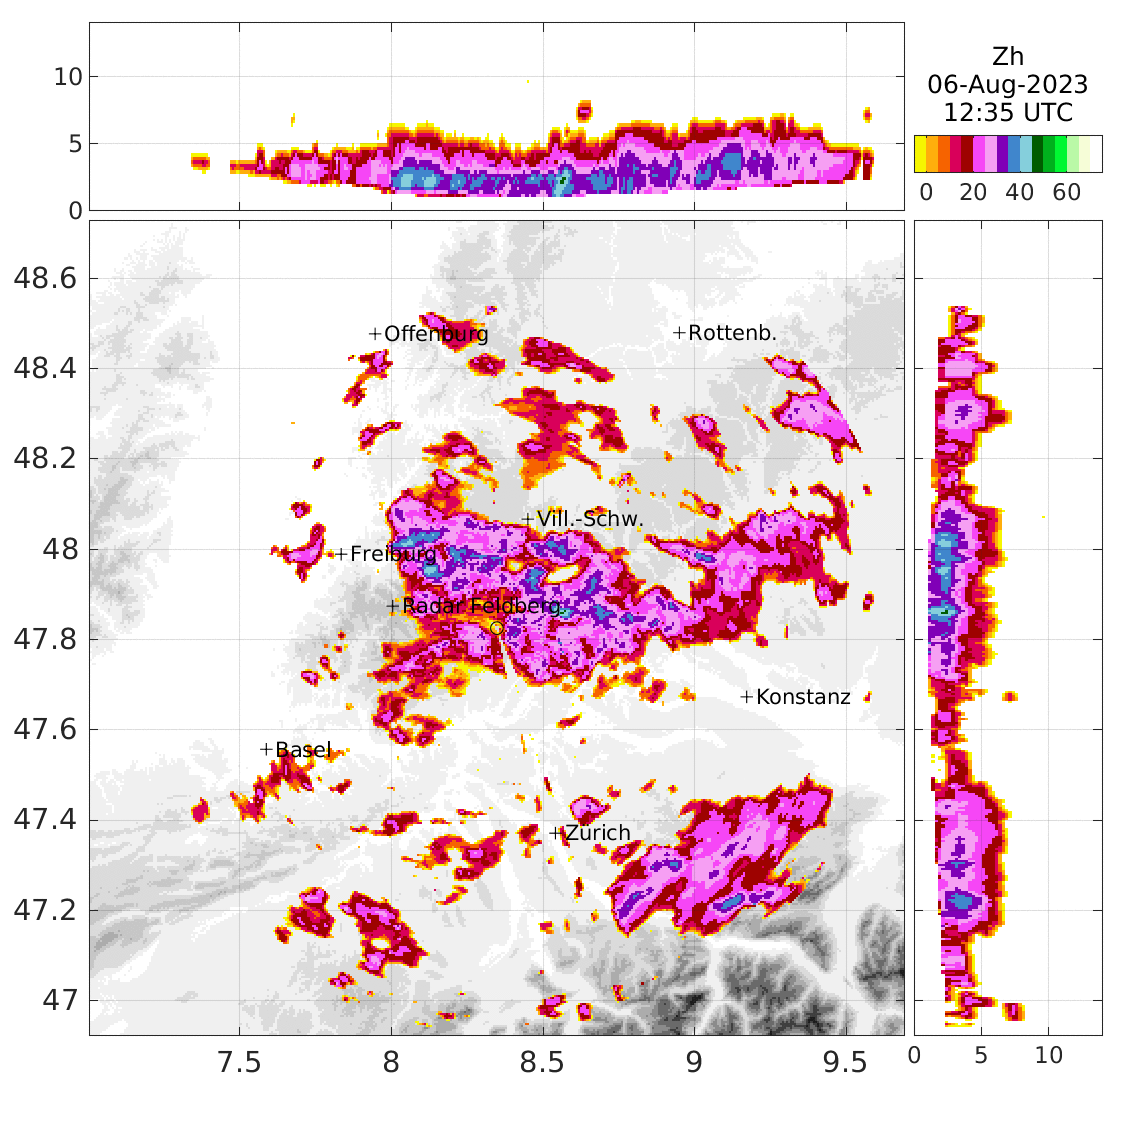 10
5
0
Zh
06-Aug-2023
12:35 UTC
0 20 40 60
48.6
48.4
48.2
48
47.8
47.6
47.4
47.2
47
+Offenburg
+Rottenb.
+Vill.-Schw.
+Freiburg
+Radar Feldberg
+Konstanz
+Basel
+Zürich
7.5 8 8.5 9 9.5
0 5 10